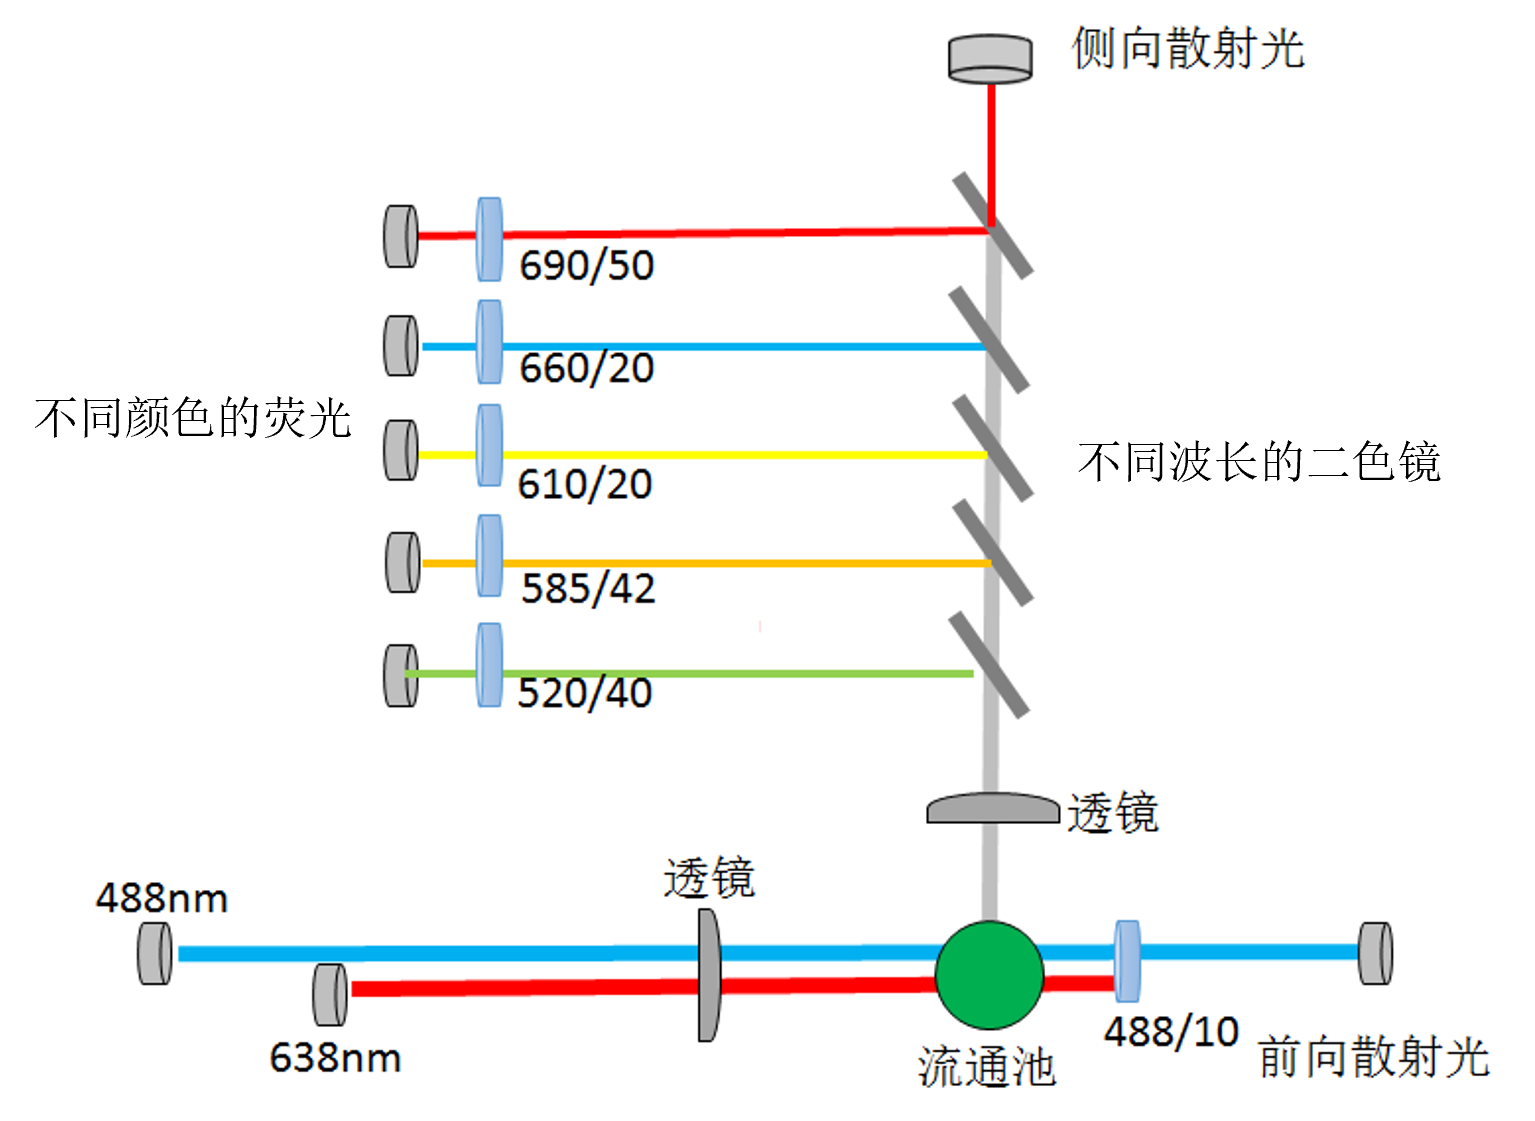 侧向散射光
690/50
660/20
不同颜色的荧光
不同波长的二色镜
610/20
585/42
520/40
透镜
透镜
488nm
638nm
488/10
流通池
前向散射光